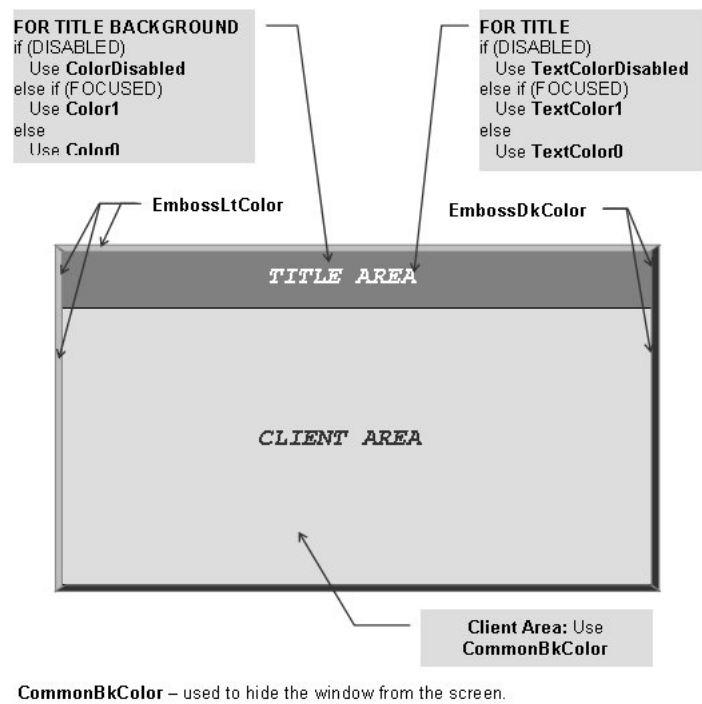 FOR TITLE BACKGROUND
if (DISABLED)
Use ColorDisabled
else if (FOCUSED)
Use Color1
else
Use Color0
FOR TITLE
if (DISABLED)
Use TextColorDisabled
else if (FOCUSED)
Use TextColor1
else
Use TextColor0
EmbossLtColor
EmbossDkColor
TITLE AREA
CLIENT AREA
Client Area: Use
CommonBkColor
CommonBkColor – used to hide the window from the screen.